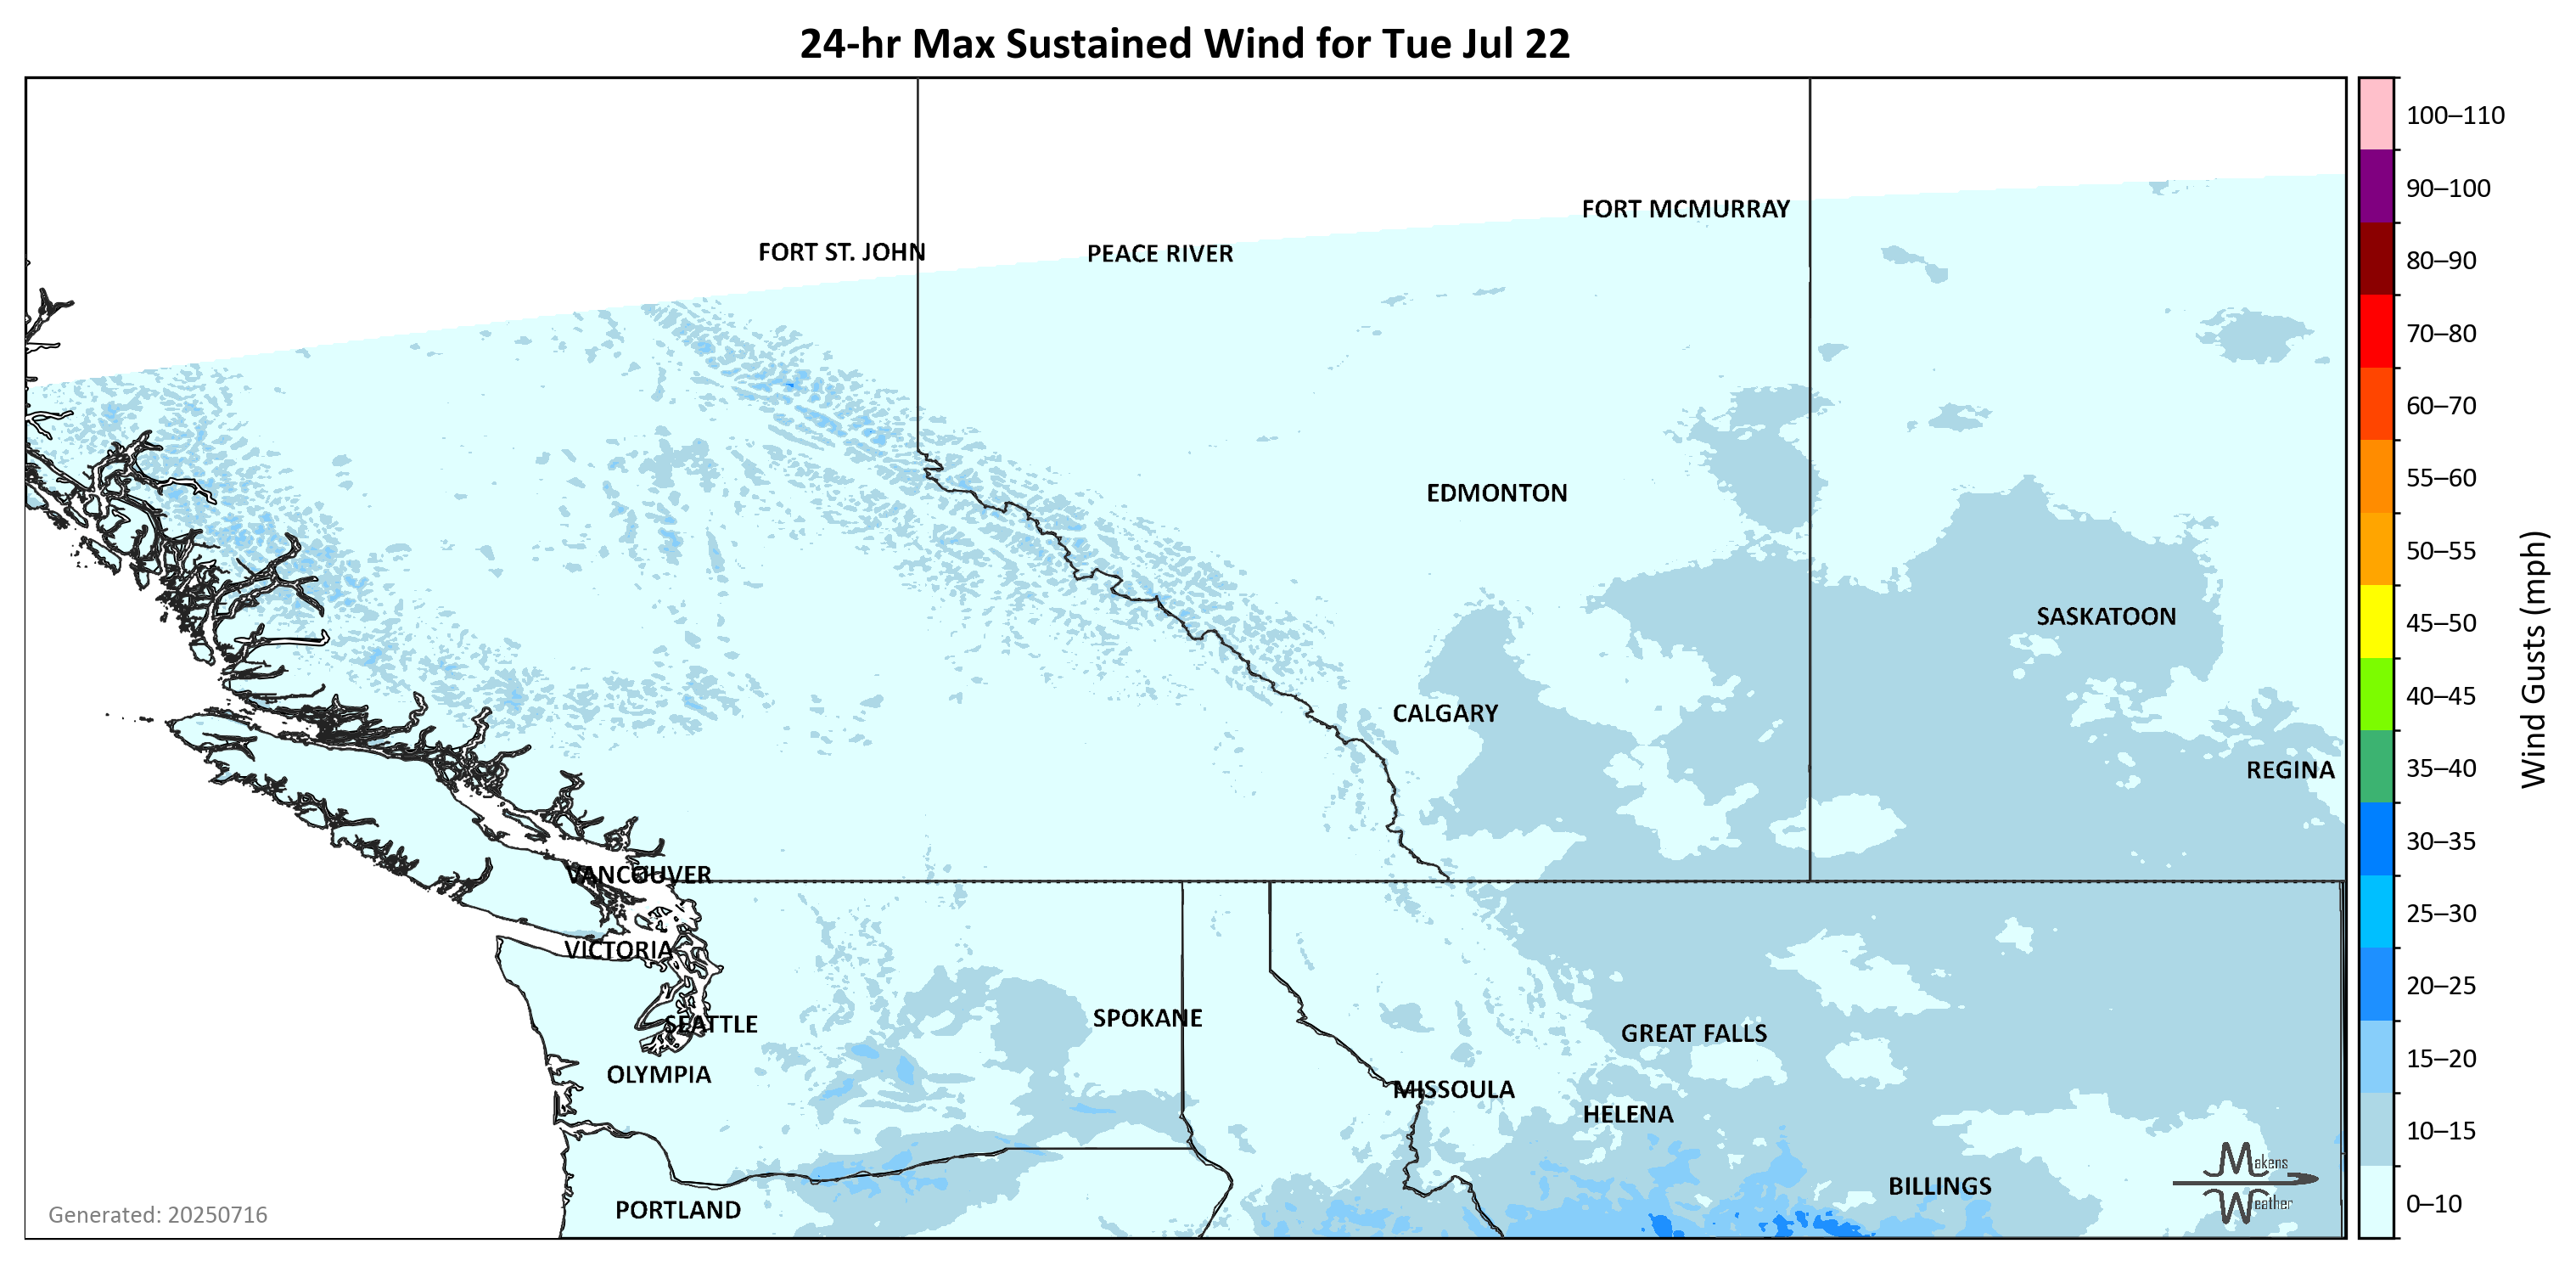 24-hr Max Sustained Wind for Tue Jul 22
100–110
90–100
80–90
70–80
60–70
55–60
50–55
45–50
40–45
35–40
30–35
25–30
20–25
15–20
10–15
0–10
Wind Gusts (mph)
FORT MCMURRAY
FORT ST. JOHN
PEACE RIVER
EDMONTON
SASKATOON
CALGARY
REGINA
VANCOUVER
VICTORIA
SEATTLE
SPOKANE
GREAT FALLS
OLYMPIA
MISSOULA
HELENA
BILLINGS
PORTLAND
Makens
Weather
Generated: 20250716